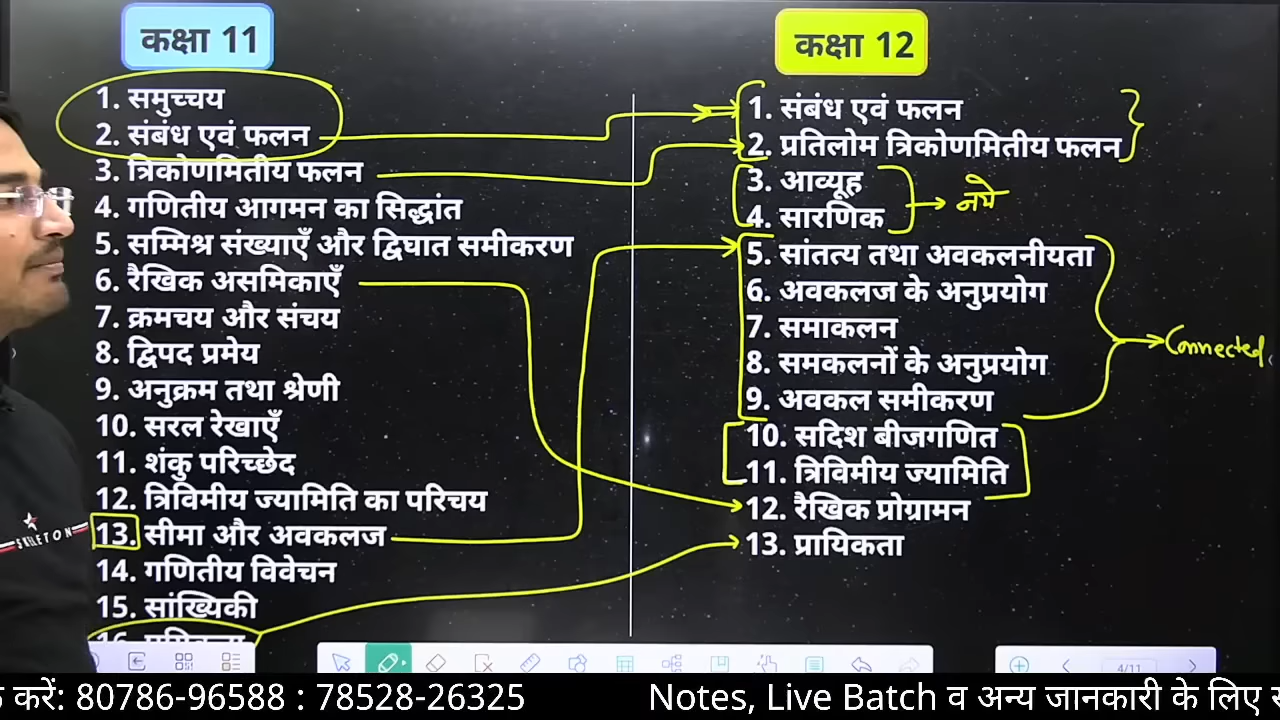 कक्षा 11
1. समुच्चय
2. संबंध एवं फलन
3. त्रिकोणमितीय फलन
4. गणितीय आगमन का सिद्धांत
5. सम्मिश्र संख्याएँ और द्विघात समीकरण
6. रैखिक असमिकाएँ
7. क्रमचय और संचय
8. द्विपद प्रमेय
9. अनुक्रम तथा श्रेणी
10. सरल रेखाएँ
11. शंकु परिच्छेद
12. त्रिविमीय ज्यामिति का परिचय
13. सीमा और अवकलज
14. गणितीय विवेचन
15. सांख्यिकी
कक्षा 12
1. संबंध एवं फलन
2. प्रतिलोम त्रिकोणमितीय फलन
3. आव्यूह
4. सारणिक
नये
5. सांतत्य तथा अवकलनीयता
6. अवकलज के अनुप्रयोग
7. समाकलन
8. समकलनों के अनुप्रयोग
9. अवकल समीकरण
Connected
10. सदिश बीजगणित
11. त्रिविमीय ज्यामिति
12. रैखिक प्रोग्रामन
13. प्रायिकता
SKELETON
4/11
करें: 80786-96588 : 78528-26325 Notes, Live Batch व अन्य जानकारी के लिए